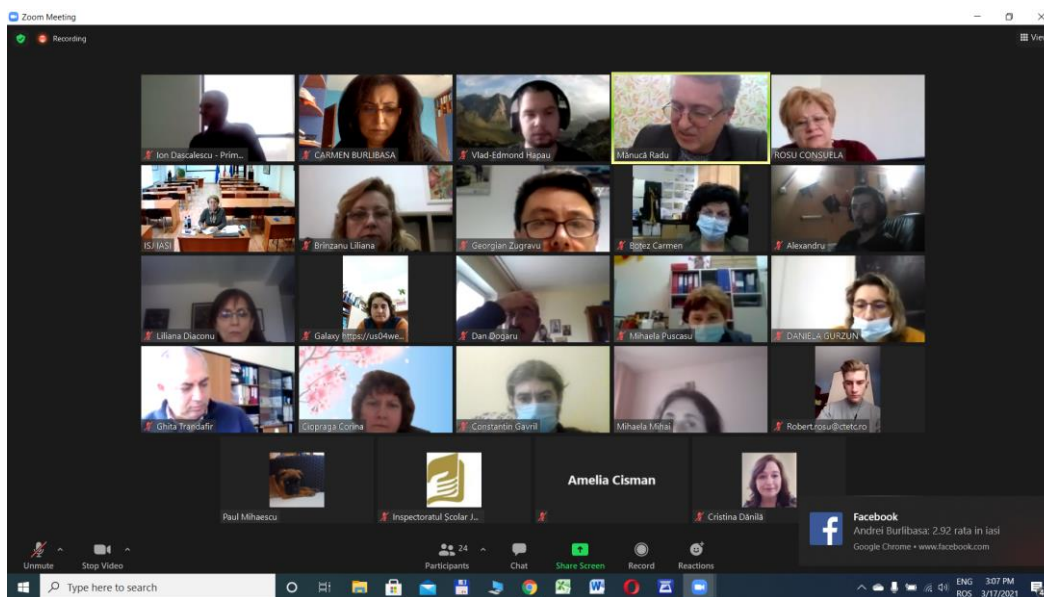 Zoom Meeting
Recording
View
Ion Dascalescu - Prim...
CARMEN BURLIBASA
Vlad-Edmond Hapau
Mănucă Radu
ROSU CONSUELA
ISJ IASI
Brinzanu Liliana
Georgian Zugravu
Botez Carmen
Alexandru
Liliana Diaconu
Galaxy https://us04we...
Dan Dogaru
Mihaela Puscasu
DANIELA GURZUN
Ghita Trandafir
Ciopraga Corina
Constantin Gavril
Mihaela Mihai
Robert.rosu@ctetc.ro
Paul Mihaescu
Inspectoratul Școlar J...
Amelia Cisman
Cristina Dănilă
Facebook
Andrei Burlibasa: 2.92 rata in iasi
Google Chrome • www.facebook.com
Unmute
Stop Video
24
Participants
Chat
Share Screen
Record
Reactions
Type here to search
ENG 3:07 PM
ROS 3/17/2021